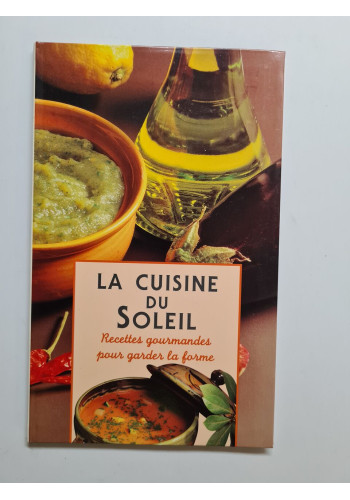 LA CUISINE
DU
SOLEIL
Recettes gourmandes
pour garder la forme